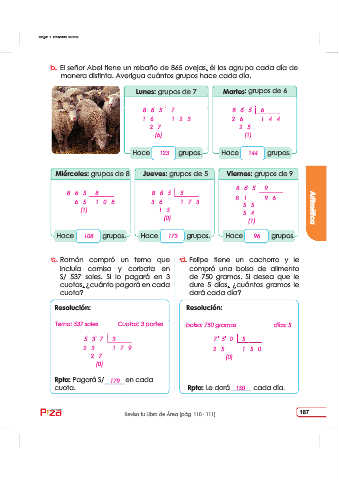 b. El señor Abel tiene un rebaño de 865 ovejas, él las agrupa cada día de
manera distinta. Averigua cuántos grupos hace cada día.
Lunes: grupos de 7
8 6 5 7
1 6 1 2 3
2 7
(6)
Hace 123 grupos.
Martes: grupos de 6
8 6 5 6
2 6 1 4 4
2 5
(1)
Hace 144 grupos.
Miércoles: grupos de 8
8 6 5 8
6 5 1 0 8
(1)
Hace 108 grupos.
Jueves: grupos de 5
8 6 5 5
3 6 1 7 3
1 5
(0)
Hace 173 grupos.
Viernes: grupos de 9
8 6 5 9
8 1 9 6
5 5
5 4
(1)
Hace 96 grupos.
Aritmética
Ramón compró un terno que
incluía camisa y corbata en
S/ 537 soles. Si lo pagará en 3
cuotas, ¿cuánto pagará en cada
cuota?
Resolución:
Terno: 537 soles Cuotas: 3 partes
5 3 7 3
2 3 1 7 9
2 7
(0)
Rpta: Pagará S/ 179 en cada
cuota.
Felipe tiene un cachorro y le
compró una bolsa de alimento
de 750 gramos. Si desea que le
dure 5 días, ¿cuántos gramos le
dará cada día?
Resolución:
bolsa: 750 gramos días: 5
7 5 0 5
2 5 1 5 0
(0)
Rpta: Le dará 150 cada día.
Revisa tu Libro de Área (pág. 110 - 111)
187